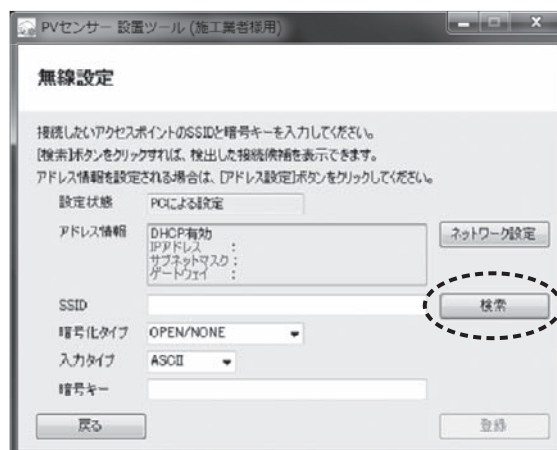 PVセンサー 設置ツール (施工業者様用)
無線設定
接続したいアクセスポイントのSSIDと暗号キーを入力してください。
[検索]ボタンをクリックすれば、検出した接続候補を表示できます。
アドレス情報を設定される場合は、[アドレス設定]ボタンをクリックしてください。
設定状態 PCによる設定
アドレス情報 DHCP有効 ネットワーク設定
IPアドレス :
サブネットマスク :
ゲートウェイ :
SSID 検索
暗号化タイプ OPEN/NONE
入力タイプ ASCII
暗号キー
戻る 登録